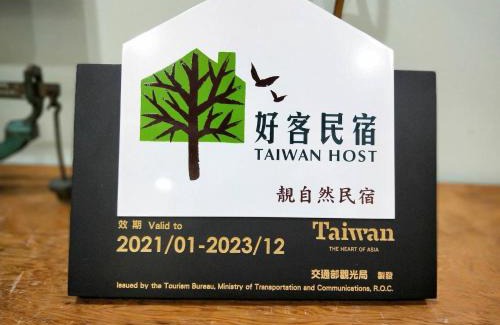 好客民宿
TAIWAN HOST
靚自然民宿
效期 Valid to
2021/01-2023/12
Taiwan
THE HEART OF ASIA
交通部觀光局 製發
Issued by the Tourism Bureau, Ministry of Transportation and Communications, R.O.C.